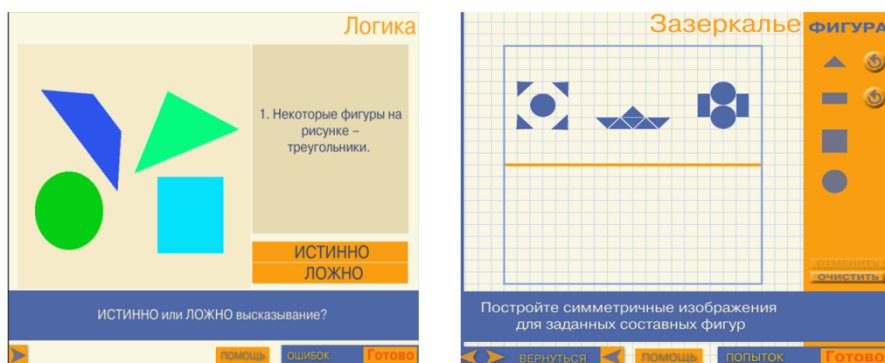 Логика
1. Некоторые фигуры на
рисунке –
треугольники.
ИСТИННО
ЛОЖНО
ИСТИННО или ЛОЖНО высказывание?
ПОМОЩЬ
ОШИБОК
Готово
Зазеркалье
ФИГУРА
ОТМЕНИТЬ
ОЧИСТИТЬ
Постройте симметричные изображения
для заданных составных фигур
ВЕРНУТЬСЯ
ПОМОЩЬ
ПОПЫТОК
Готово